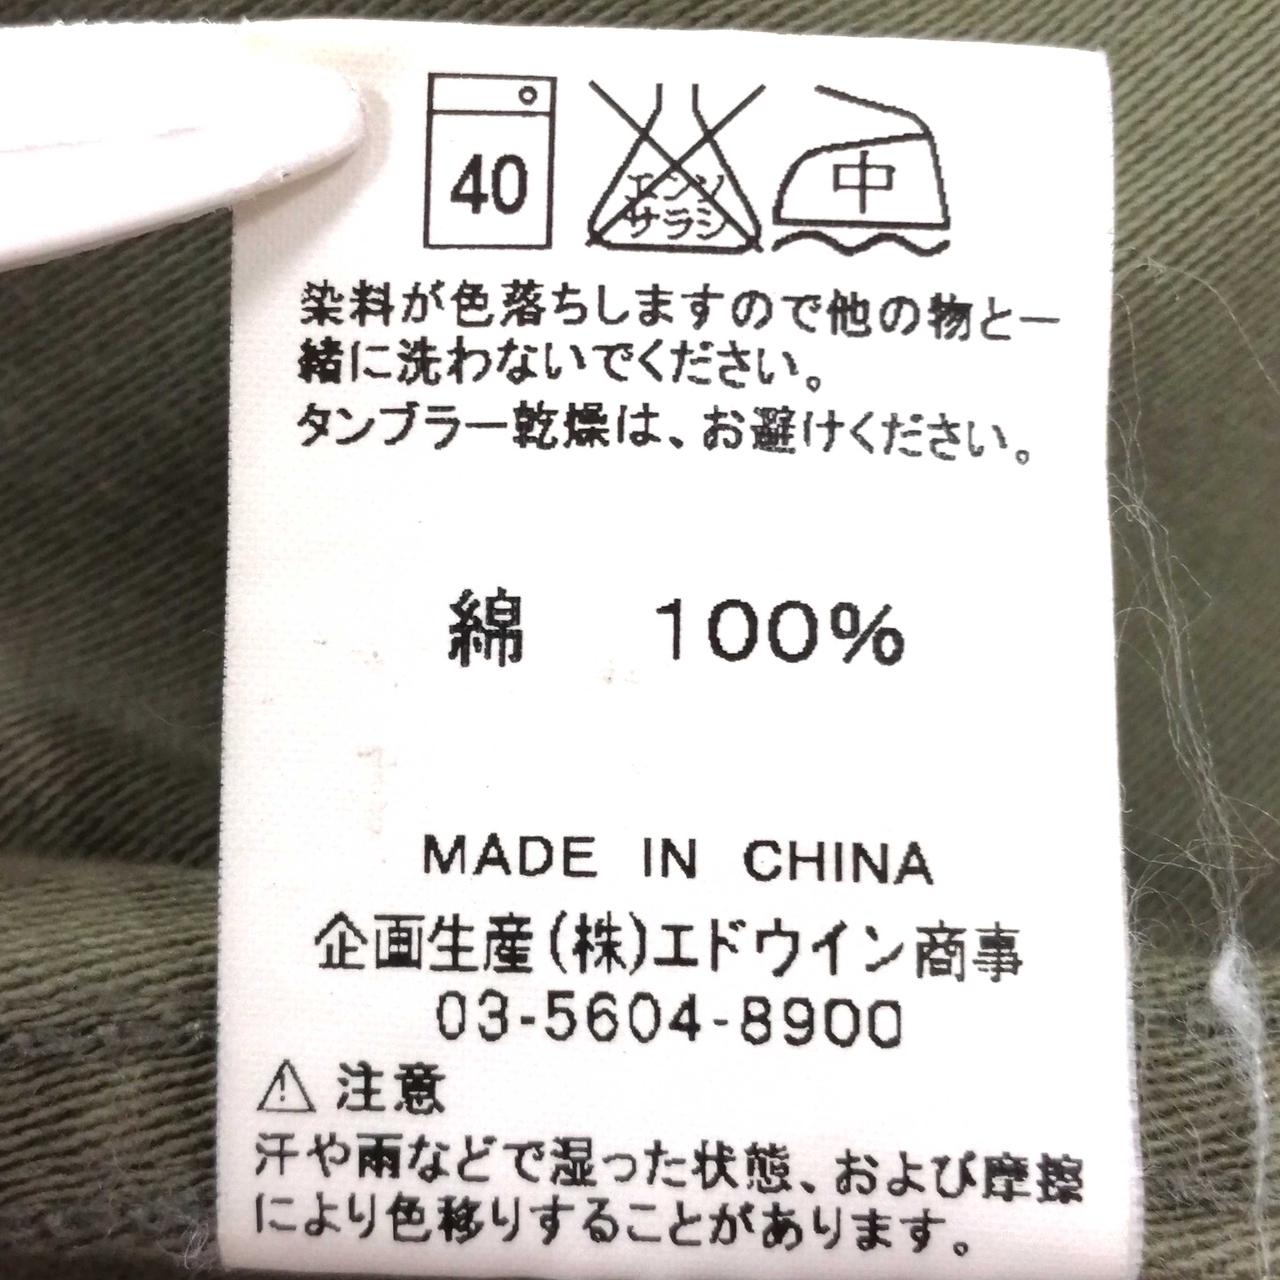 40
エンソ
サラシ
中
染料が色落ちしますので他の物と一
緒に洗わないでください。
タンブラー乾燥は、お避けください。
綿 100%
MADE IN CHINA
企画生産(株)エドウイン商事
03-5604-8900
⚠ 注意
汗や雨などで湿った状態、および摩擦
により色移りすることがあります。